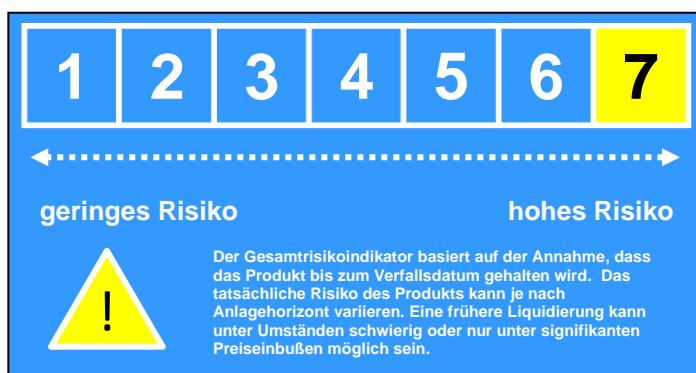 1 2 3 4 5 6 7
geringes Risiko hohes Risiko
!
Der Gesamtrisikoindikator basiert auf der Annahme, dass
das Produkt bis zum Verfallsdatum gehalten wird. Das
tatsächliche Risiko des Produkts kann je nach
Anlagehorizont variieren. Eine frühere Liquidierung kann
unter Umständen schwierig oder nur unter signifikanten
Preiseinbußen möglich sein.